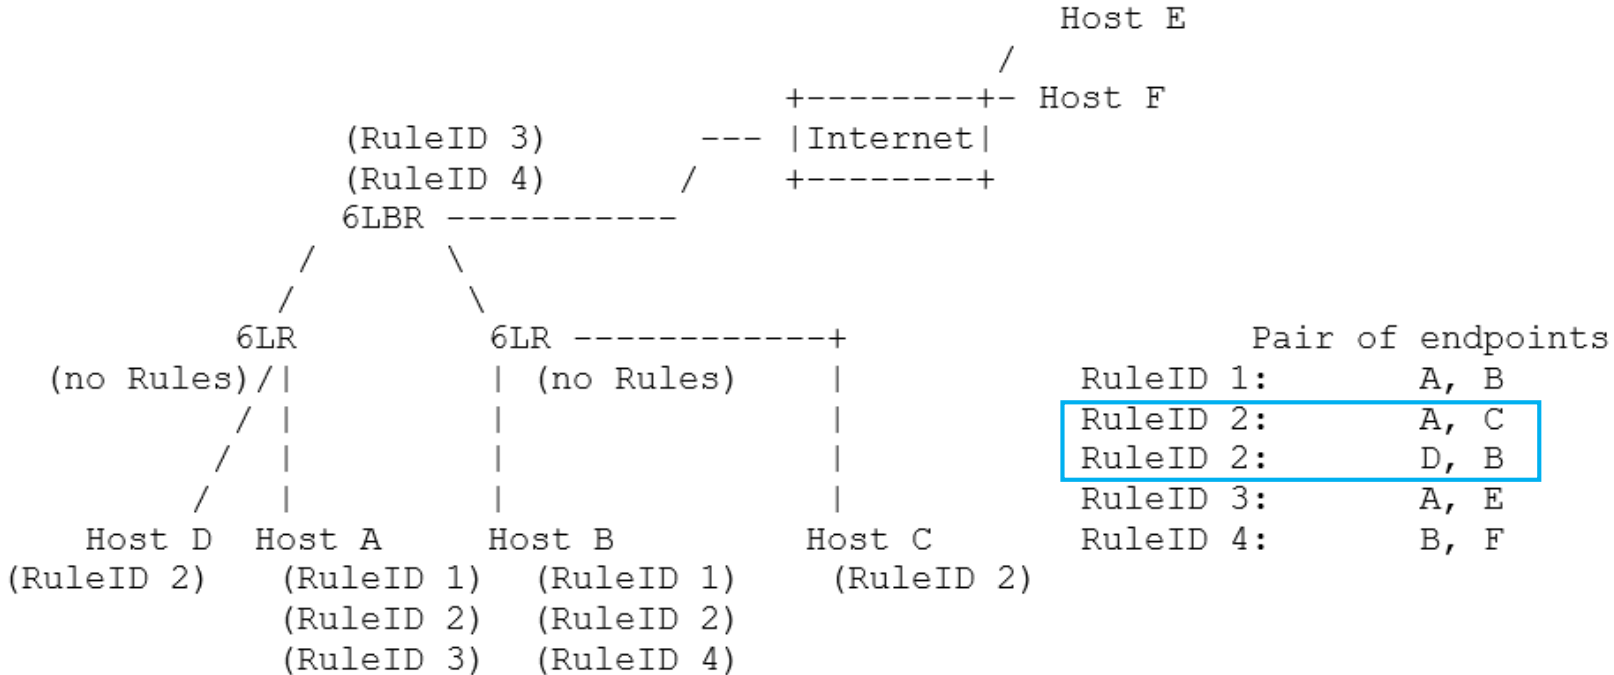 Host E
/
+--------+- Host F
(RuleID 3) --- |Internet|
(RuleID 4) / +--------+
6LBR -----------
/ \
/ \
6LR 6LR ------------+ Pair of endpoints
(no Rules)/| | (no Rules) | RuleID 1: A, B
/ | | | RuleID 2: A, C
/ | | | RuleID 2: D, B
/ | | | RuleID 3: A, E
Host D Host A Host B Host C RuleID 4: B, F
(RuleID 2) (RuleID 1) (RuleID 1) (RuleID 2)
(RuleID 2) (RuleID 2)
(RuleID 3) (RuleID 4)